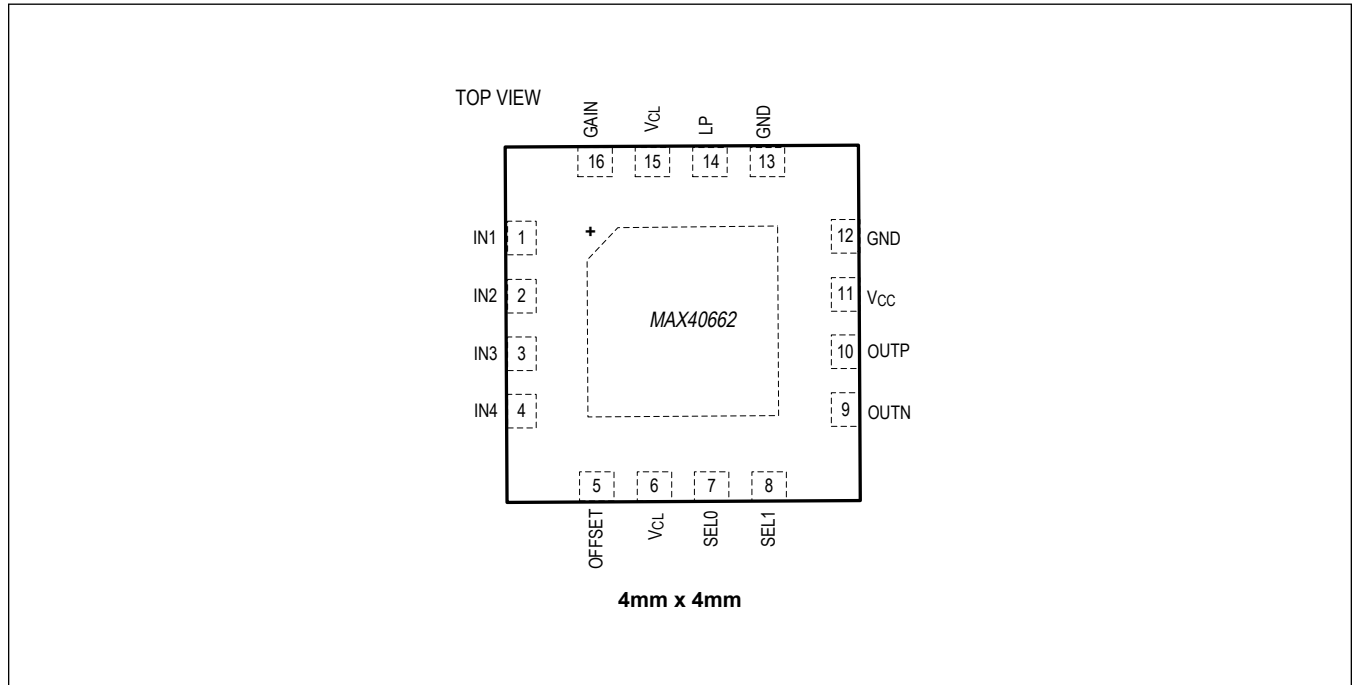 TOP VIEW
GAIN
VCL
LP
GND
16
15
14
13
IN1 1
12 GND
+
IN2 2
11 VCC
MAX40662
IN3 3
10 OUTP
IN4 4
9 OUTN
5
6
7
8
OFFSET
VCL
SEL0
SEL1
4mm x 4mm